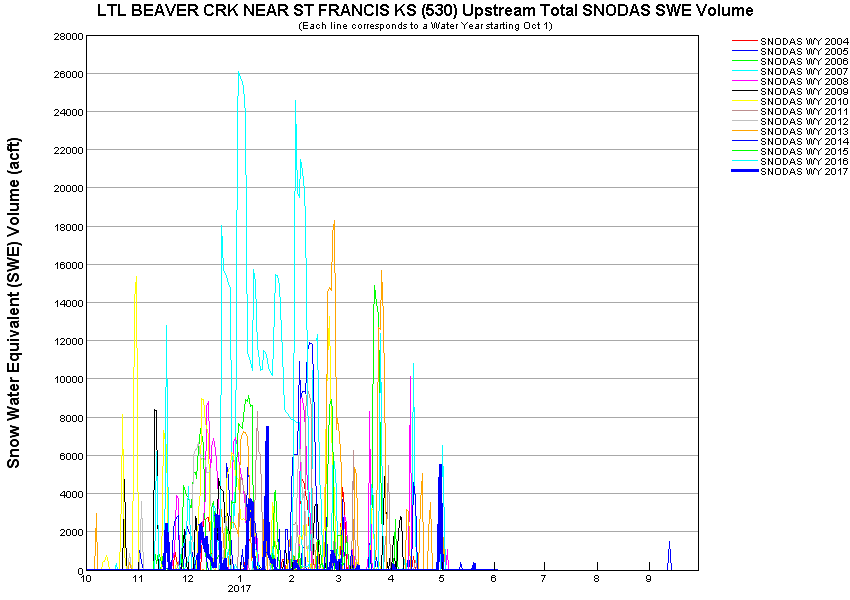 LTL BEAVER CRK NEAR ST FRANCIS KS (530) Upstream Total SNODAS SWE Volume
(Each line corresponds to a Water Year starting Oct 1)
Snow Water Equivalent (SWE) Volume (acft)
28000
26000
24000
22000
20000
18000
16000
14000
12000
10000
8000
6000
4000
2000
0
10 11 12 1 2 3 4 5 6 7 8 9
2017
SNODAS WY 2004
SNODAS WY 2005
SNODAS WY 2006
SNODAS WY 2007
SNODAS WY 2008
SNODAS WY 2009
SNODAS WY 2010
SNODAS WY 2011
SNODAS WY 2012
SNODAS WY 2013
SNODAS WY 2014
SNODAS WY 2015
SNODAS WY 2016
SNODAS WY 2017